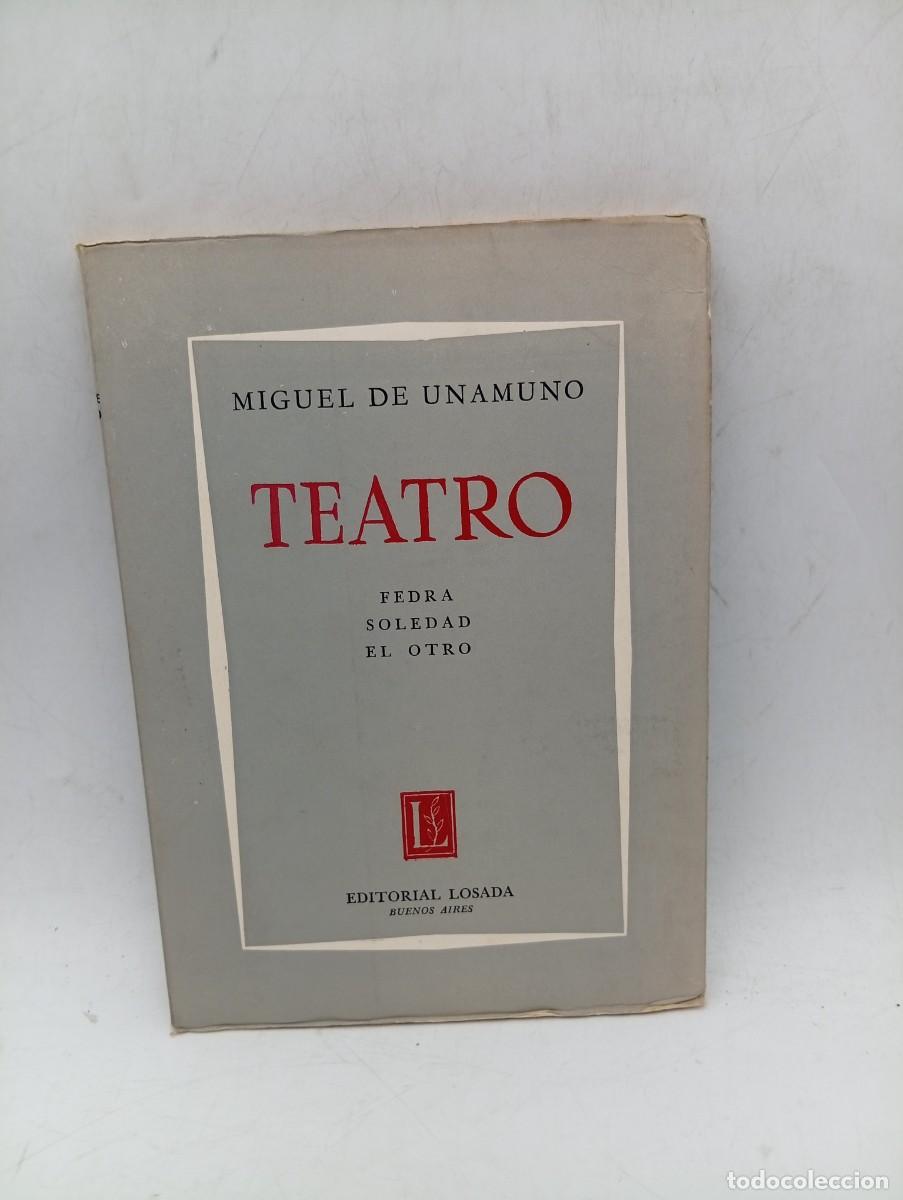 MIGUEL DE UNAMUNO
TEATRO
FEDRA
SOLEDAD
EL OTRO
L
EDITORIAL LOSADA
BUENOS AIRES
todocoleccion